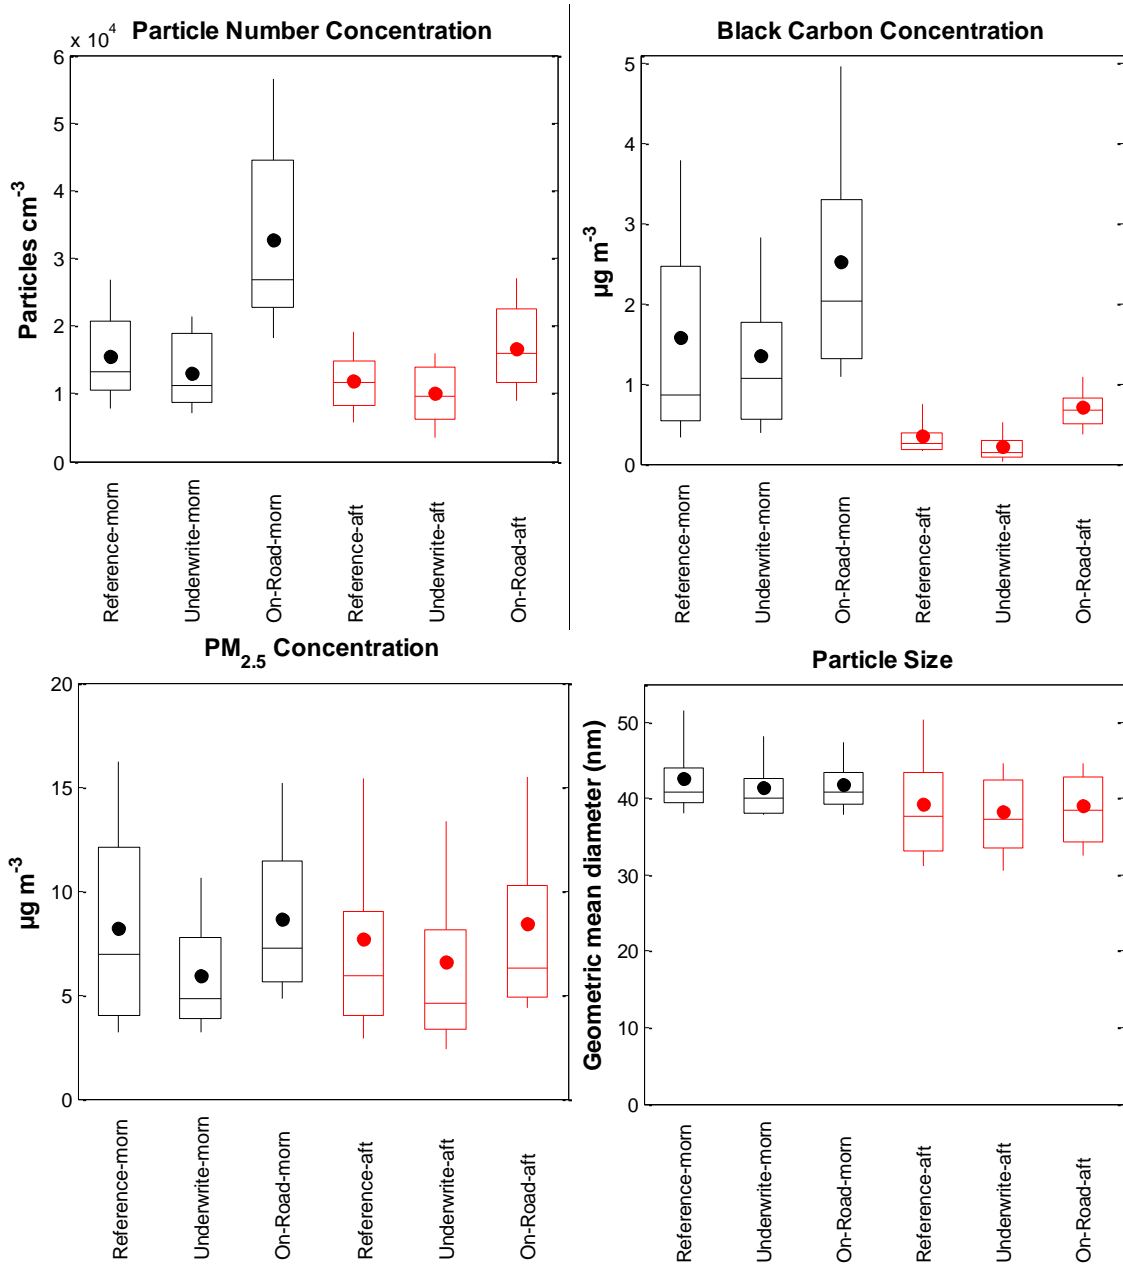 Particle Number Concentration
x 10^4
6
5
4
3
2
1
0
Particles cm^-3
Reference-morn
Underwrite-morn
On-Road-morn
Reference-aft
Underwrite-aft
On-Road-aft
Black Carbon Concentration
5
4
3
2
1
0
µg m^-3
Reference-morn
Underwrite-morn
On-Road-morn
Reference-aft
Underwrite-aft
On-Road-aft
PM_2.5 Concentration
20
15
10
5
0
µg m^-3
Reference-morn
Underwrite-morn
On-Road-morn
Reference-aft
Underwrite-aft
On-Road-aft
Particle Size
50
40
30
20
10
0
Geometric mean diameter (nm)
Reference-morn
Underwrite-morn
On-Road-morn
Reference-aft
Underwrite-aft
On-Road-aft